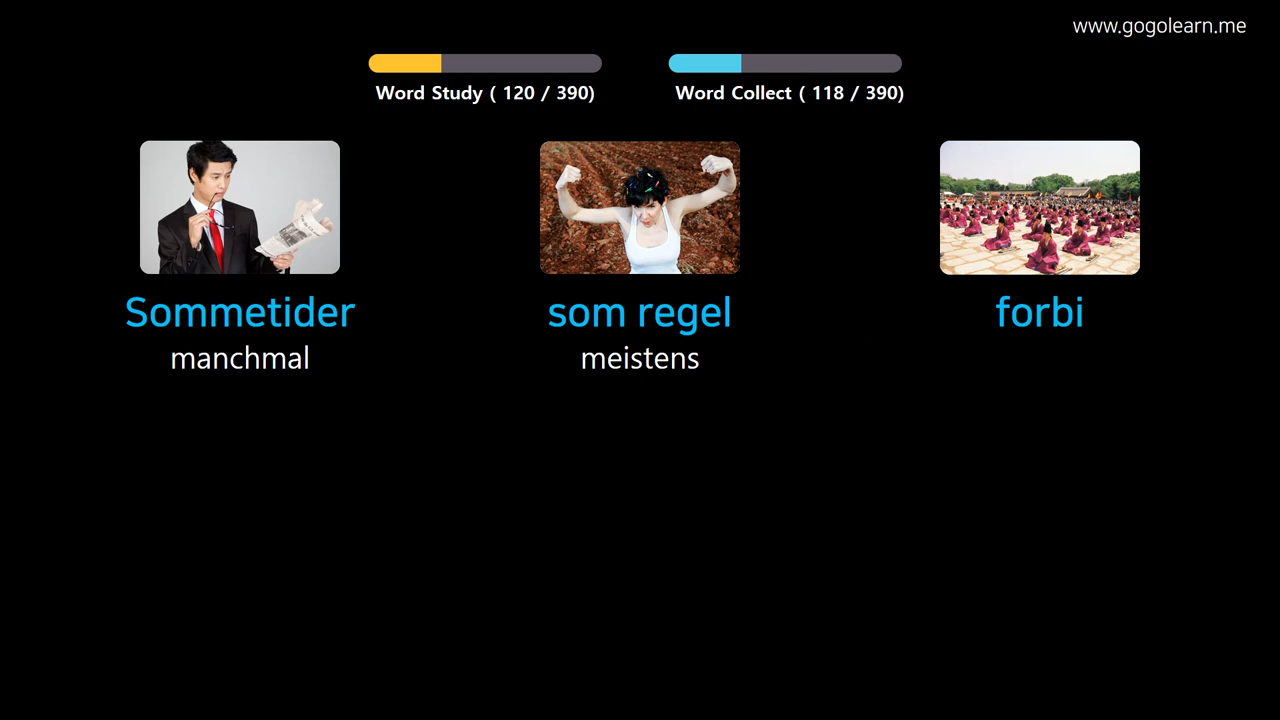 www.gogolearn.me
Word Study ( 120 / 390)
Word Collect ( 118 / 390)
Sommetider
som regel
forbi
manchmal
meistens